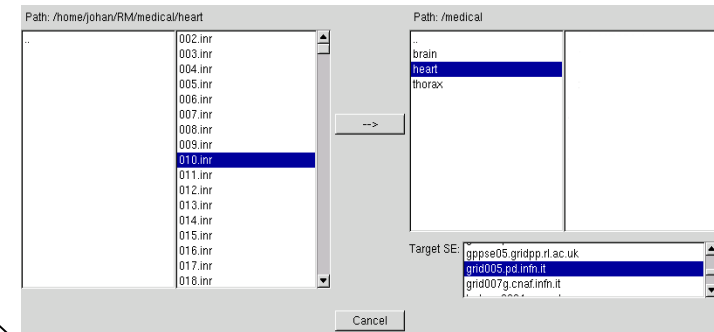 Path: /home/johan/RM/medical/heart
..
002.inr
003.inr
004.inr
005.inr
006.inr
007.inr
008.inr
009.inr
010.inr
011.inr
012.inr
013.inr
014.inr
015.inr
016.inr
017.inr
018.inr
-->
Path: /medical
..
brain
heart
thorax
Target SE:
gppse05.gridpp.rl.ac.uk
grid005.pd.infn.it
grid007g.cnaf.infn.it
Cancel